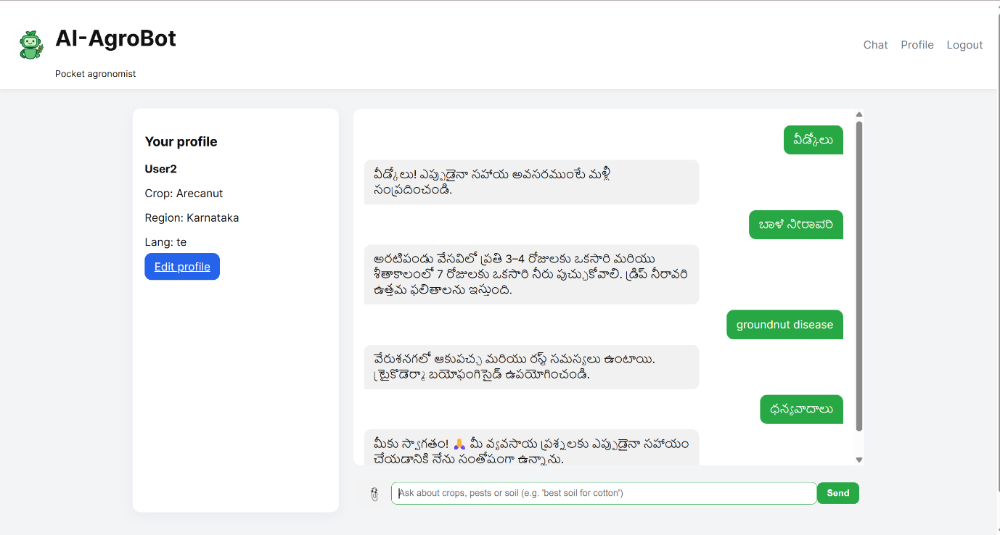 AI-AgroBot
Chat Profile Logout
Pocket agronomist
Your profile
User2
Crop: Arecanut
Region: Karnataka
Lang: te
Edit profile
వీడ్కోలు
వీడ్కోలు! ఎప్పుడైనా సహాయ అవసరముంటే మళ్లీ
సంప్రదించండి.
ಬಾಳೆ ನೀರಾವರಿ
అరటిపండు వేసవిలో ప్రతి 3–4 రోజులకు ఒకసారి మరియు
శీతాకాలంలో 7 రోజులకు ఒకసారి నీరు పుచ్చుకోవాలి. డ్రిప్ నీరావరి
ఉత్తమ ఫలితాలను ఇస్తుంది.
groundnut disease
వేరుశనగలో ఆకుపచ్చ మరియు రస్ట్ సమస్యలు ఉంటాయి.
ట్రైకొడెర్మా బయోఫంగిసైడ్ ఉపయోగించండి.
ధన్యవాదాలు
మీకు స్వాగతం! 🙏 మీ వ్యవసాయ ప్రశ్నలకు ఎప్పుడైనా సహాయం
చేయడానికి నేను సంతోషంగా ఉన్నాను.
Ask about crops, pests or soil (e.g. 'best soil for cotton')
Send